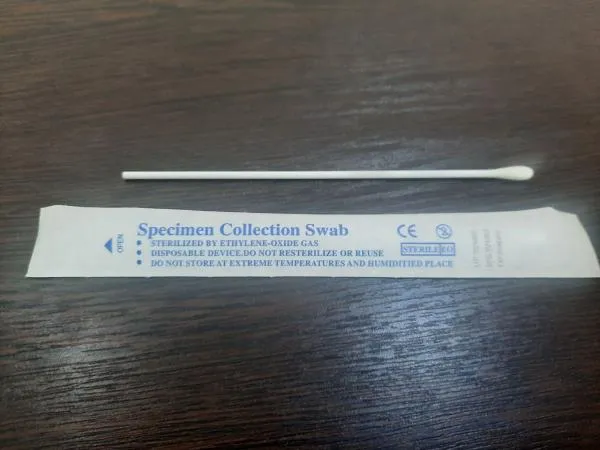 OPEN
Specimen Collection Swab
• STERILIZED BY ETHYLENE-OXIDE GAS
• DISPOSABLE DEVICE.DO NOT RESTERILIZE OR REUSE
• DO NOT STORE AT EXTREME TEMPERATURES AND HUMIDITIED PLACE
CE
STERILE EO